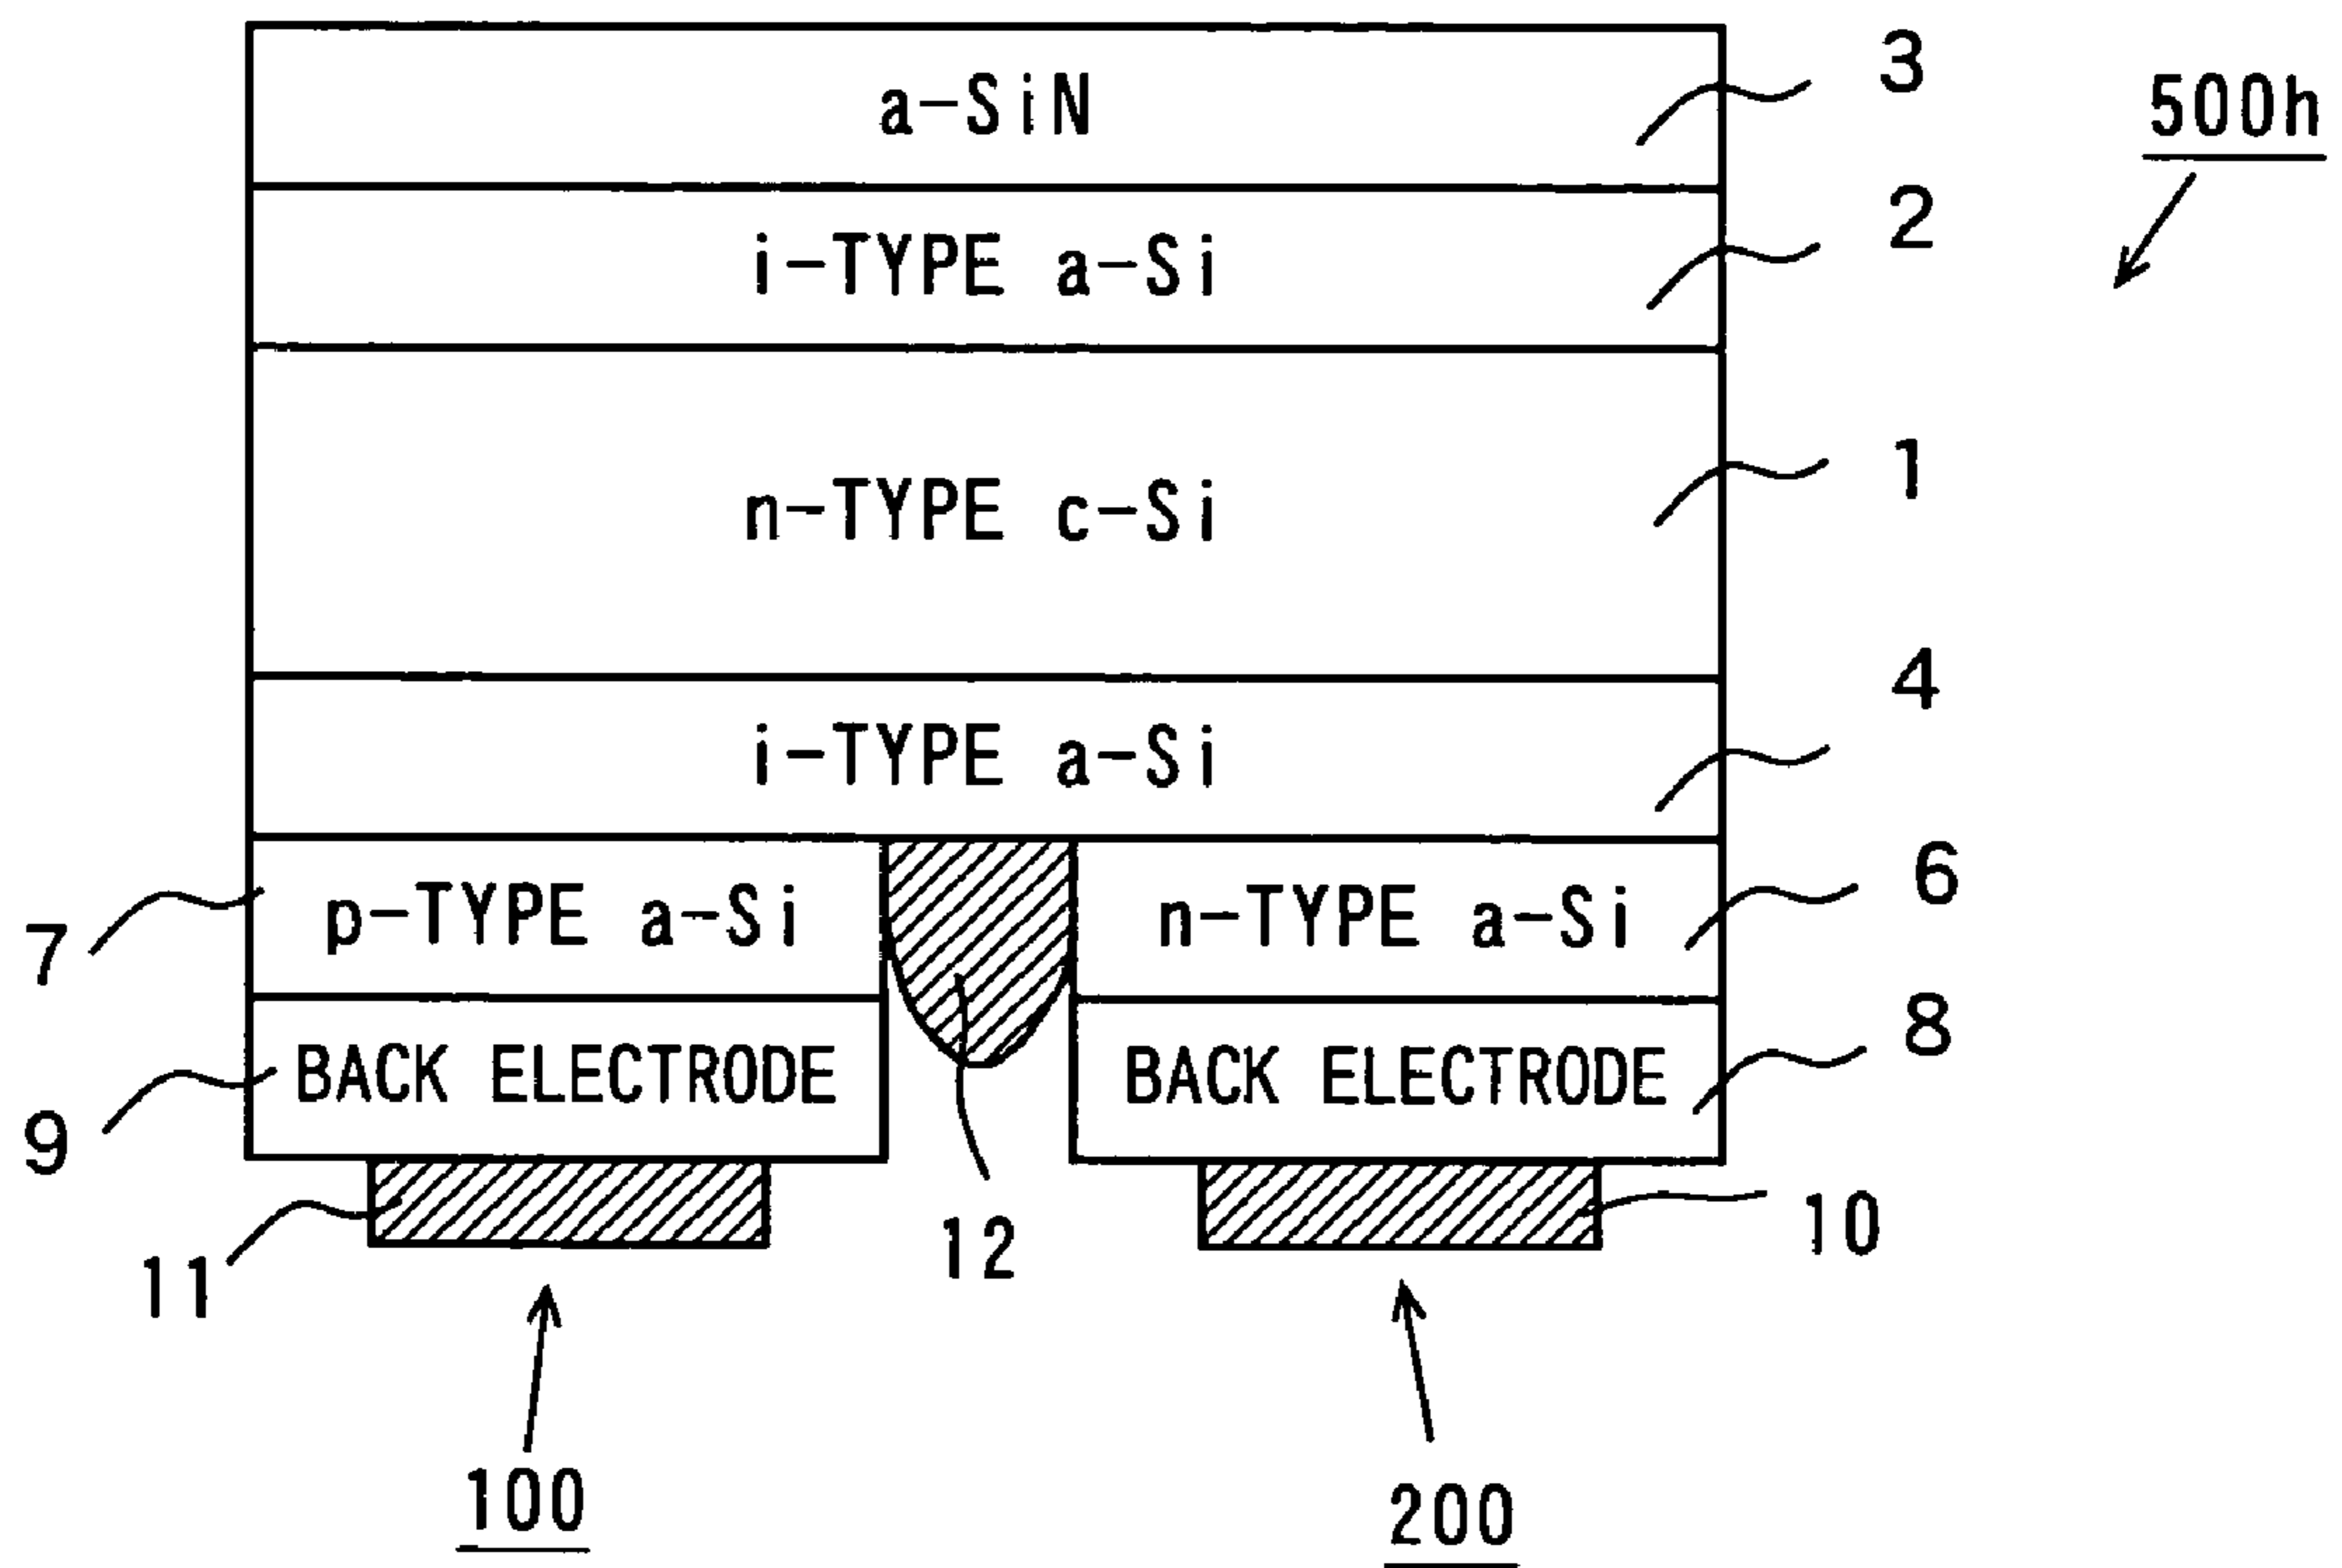 a-SiN
3
500h
i-TYPE a-Si
2
n-TYPE c-Si
1
i-TYPE a-Si
4
7
p-TYPE a-Si
n-TYPE a-Si
6
9
BACK ELECTRODE
BACK ELECTRODE
8
11
12
10
100
200